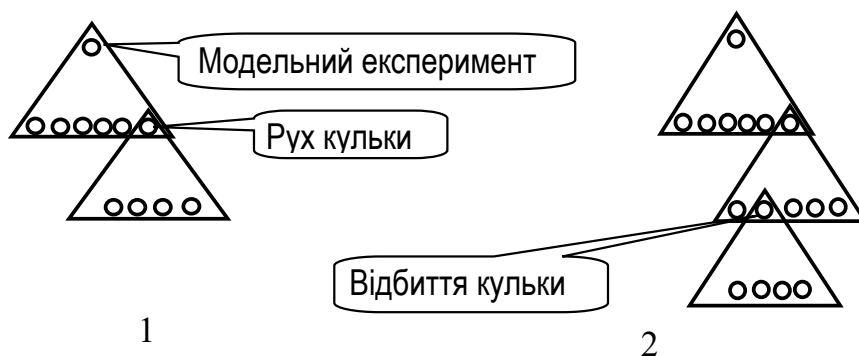 Модельний експеримент
Рух кульки
Відбиття кульки
1
2